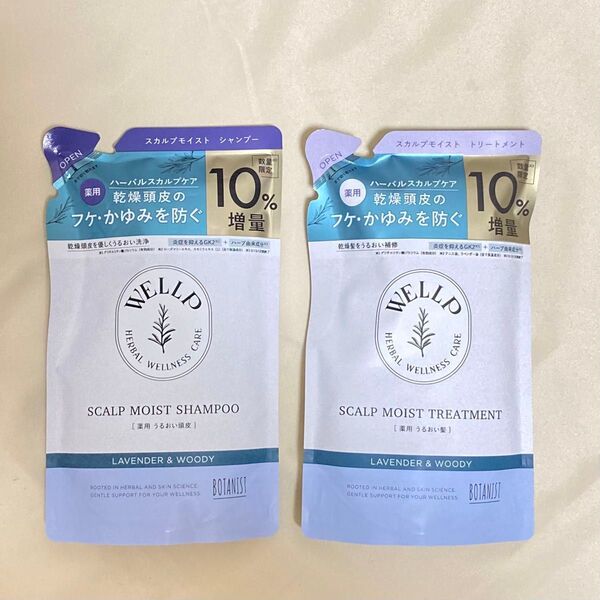 スカルプモイスト シャンプー
OPEN
BOTANIST
薬用
ハーバルスカルプケア
乾燥頭皮の
フケ・かゆみを防ぐ
数量
限定
10%
増量
乾燥頭皮を優しくうるおい洗浄
炎症を抑えるGK2
+
ハーブ由来成分
WELLP
HERBAL WELLNESS CARE
SCALP MOIST SHAMPOO
[ 薬用 うるおい頭皮 ]
LAVENDER & WOODY
ROOTED IN HERBAL AND SKIN SCIENCE.
GENTLE SUPPORT FOR YOUR WELLNESS.
BOTANIST
スカルプモイスト トリートメント
OPEN
薬用
ハーバルスカルプケア
乾燥頭皮の
フケ・かゆみを防ぐ
数量
限定
10%
増量
乾燥髪をうるおい補修
炎症を抑えるGK2
+
ハーブ由来成分
WELLP
HERBAL WELLNESS CARE
SCALP MOIST TREATMENT
[ 薬用 うるおい髪 ]
LAVENDER & WOODY
ROOTED IN HERBAL AND SKIN SCIENCE.
GENTLE SUPPORT FOR YOUR WELLNESS.
BOTANIST